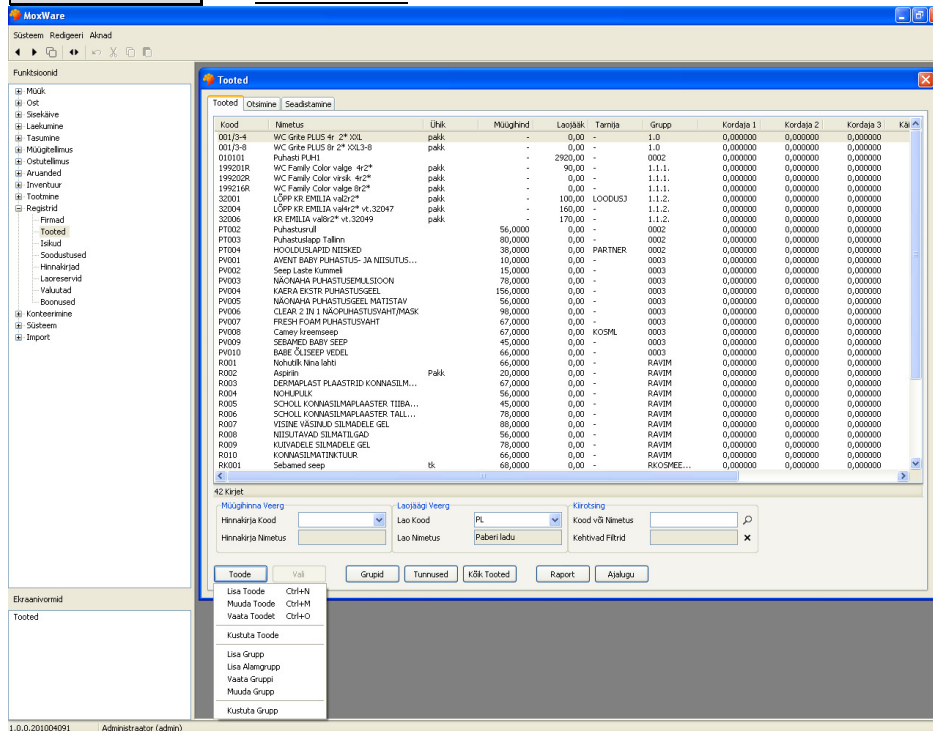 MoxWare
Süsteem Redigeeri Aknad
Funktsioonid
Müük
Ost
Sisekäive
Laekumine
Tasumine
Müügitellimus
Ostutellimus
Aruanded
Inventuur
Tootmine
Registrid
Firmad
Tooted
Isikud
Soodustused
Hinnakirjad
Laoreservid
Valuutad
Boonused
Konteerimine
Süsteem
Import
Tooted
Tooted Otsimine Seadistamine
Kood Nimetus Ühik Müügihind Laojääk Tarnija Grupp Kordaja 1 Kordaja 2 Kordaja 3 Käi
001/3-4 WC Grite PLUS 4r 2* XXL pakk - 0,00 - 1.0 0,000000 0,000000 0,000000
001/3-8 WC Grite PLUS 8r 2* XXL3-8 pakk - 0,00 - 1.0 0,000000 0,000000 0,000000
010101 Puhasti PUH1 - 2920,00 - 0002 0,000000 0,000000 0,000000
199201R WC Family Color valge 4r2* pakk - 90,00 - 1.1.1. 0,000000 0,000000 0,000000
199202R WC Family Color virsik 4r2* pakk - 0,00 - 1.1.1. 0,000000 0,000000 0,000000
199216R WC Family Color valge 8r2* pakk - 0,00 - 1.1.1. 0,000000 0,000000 0,000000
32001 LÕPP KR EMILIA val2r2* pakk - 100,00 LOODUSJ 1.1.2. 0,000000 0,000000 0,000000
32004 LÕPP KR EMILIA val4r2* vt.32047 pakk - 160,00 - 1.1.2. 0,000000 0,000000 0,000000
32006 KR EMILIA val8r2* vt.32049 pakk - 170,00 - 1.1.2. 0,000000 0,000000 0,000000
PT002 Puhastusrull 56,0000 0,00 - 0002 0,000000 0,000000 0,000000
PT003 Puhastuslapp Tallinn 80,0000 0,00 - 0002 0,000000 0,000000 0,000000
PT004 HOOLDUSLAPID NIISKED 38,0000 0,00 PARTNER 0002 0,000000 0,000000 0,000000
PV001 AVENT BABY PUHASTUS- JA NIISUTUS... 10,0000 0,00 - 0003 0,000000 0,000000 0,000000
PV002 Seep Laste Kummeli 15,0000 0,00 - 0003 0,000000 0,000000 0,000000
PV003 NÄONAHA PUHASTUSEMULSIOON 78,0000 0,00 - 0003 0,000000 0,000000 0,000000
PV004 KAERA EKSTR PUHASTUSGEEL 156,0000 0,00 - 0003 0,000000 0,000000 0,000000
PV005 NÄONAHA PUHASTUSGEEL MATISTAV 56,0000 0,00 - 0003 0,000000 0,000000 0,000000
PV006 CLEAR 2 IN 1 NÄOPUHASTUSVAHT/MASK 98,0000 0,00 - 0003 0,000000 0,000000 0,000000
PV007 FRESH FOAM PUHASTUSVAHT 67,0000 0,00 - 0003 0,000000 0,000000 0,000000
PV008 Camey kreemseep 67,0000 0,00 KOSML 0003 0,000000 0,000000 0,000000
PV009 SEBAMED BABY SEEP 45,0000 0,00 - 0003 0,000000 0,000000 0,000000
PV010 BABE ÕLISEEP VEDEL 66,0000 0,00 - 0003 0,000000 0,000000 0,000000
R001 Nohutilk Nina lahti 66,0000 0,00 - RAVIM 0,000000 0,000000 0,000000
R002 Aspiriin Pakk 20,0000 0,00 - RAVIM 0,000000 0,000000 0,000000
R003 DERMAPLAST PLAASTRID KONNASILM... 67,0000 0,00 - RAVIM 0,000000 0,000000 0,000000
R004 NOHUPULK 56,0000 0,00 - RAVIM 0,000000 0,000000 0,000000
R005 SCHOLL KONNASILMAPLAASTER TIIBA... 45,0000 0,00 - RAVIM 0,000000 0,000000 0,000000
R006 SCHOLL KONNASILMAPLAASTER TALL... 78,0000 0,00 - RAVIM 0,000000 0,000000 0,000000
R007 VISINE VÄSINUD SILMADELE GEL 88,0000 0,00 - RAVIM 0,000000 0,000000 0,000000
R008 NIISUTAVAD SILMATILGAD 56,0000 0,00 - RAVIM 0,000000 0,000000 0,000000
R009 KUIVADELE SILMADELE GEL 78,0000 0,00 - RAVIM 0,000000 0,000000 0,000000
R010 KONNASILMATINKTUUR 66,0000 0,00 - RAVIM 0,000000 0,000000 0,000000
RK001 Sebamed seep tk 68,0000 0,00 - RKOSMEE... 0,000000 0,000000 0,000000
42 Kirjet
Müügihinna Veerg Laojäägi Veerg Kiirotsing
Hinnakirja Kood Lao Kood PL Kood või Nimetus
Hinnakirja Nimetus Lao Nimetus Paberi ladu Kehtivad Filtrid
Toode Vali Grupid Tunnused Kõik Tooted Raport Ajalugu
Lisa Toode Ctrl+N
Muuda Toode Ctrl+M
Vaata Toodet Ctrl+O
Kustuta Toode
Lisa Grupp
Lisa Alamgrupp
Vaata Gruppi
Muuda Grupp
Kustuta Grupp
Ekraanivormid
Tooted
1.0.0.201004091 Administraator (admin)